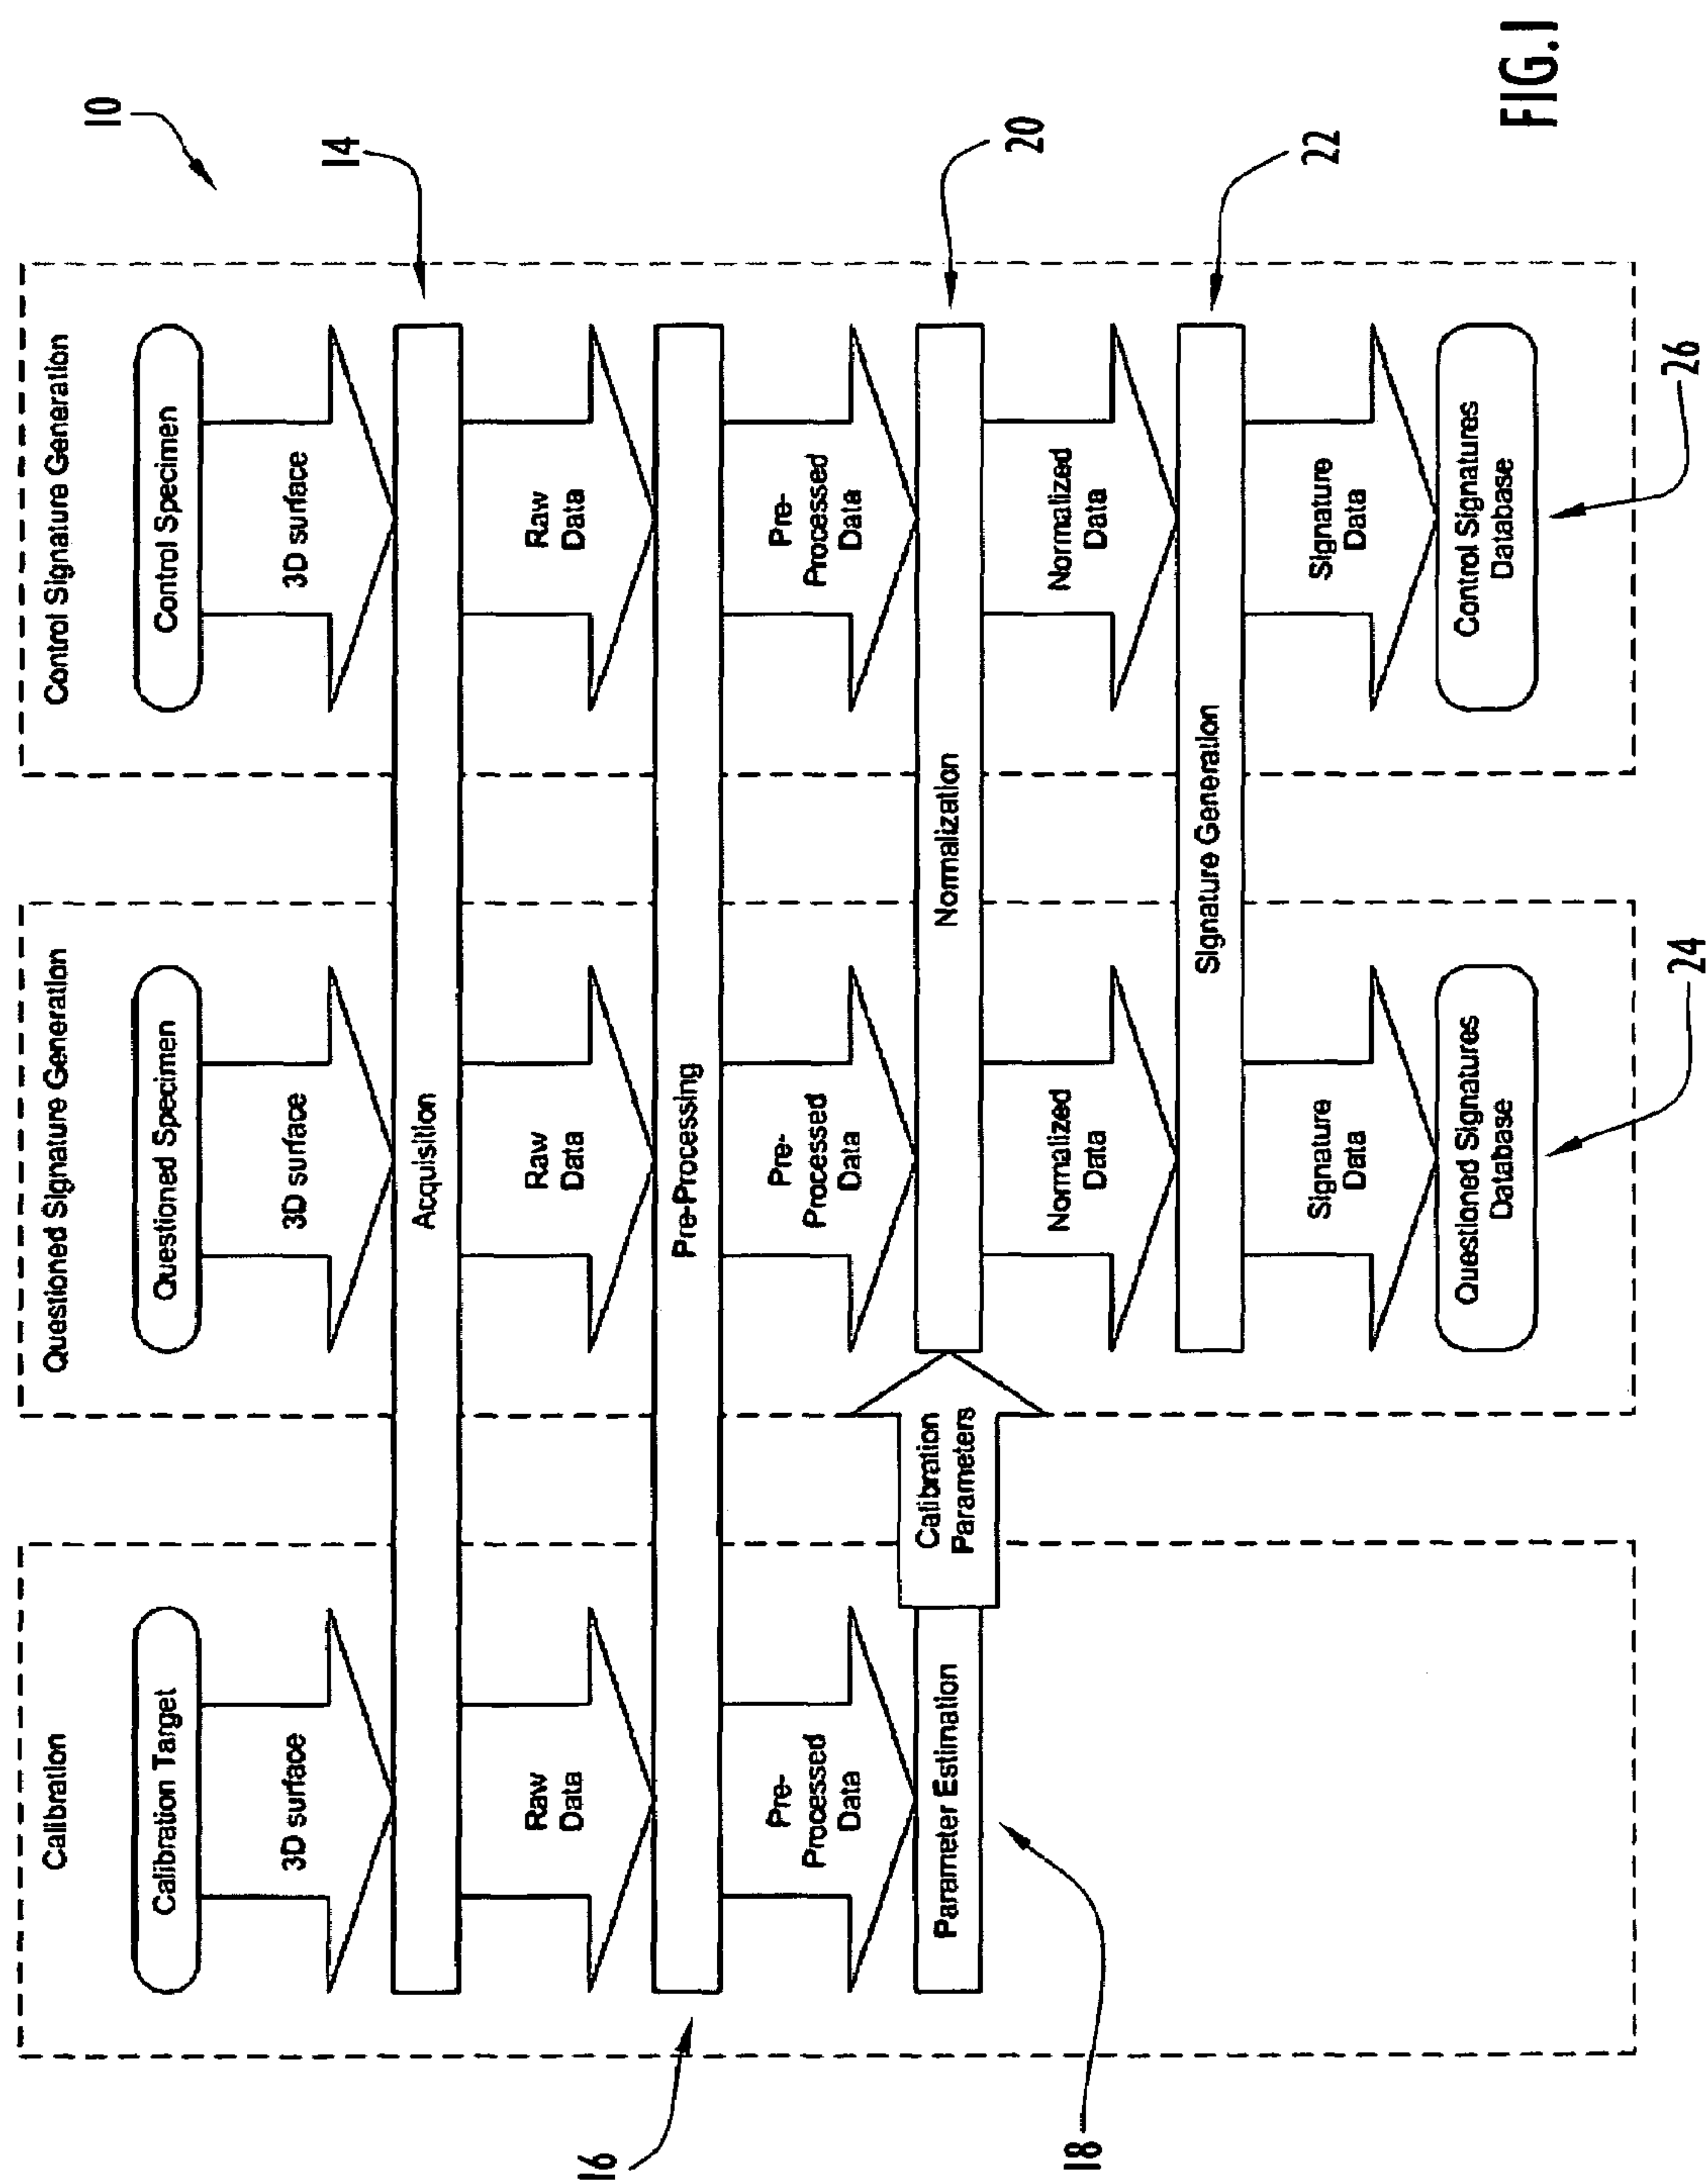 10
Calibration
Questioned Signature Generation
Control Signature Generation
Calibration Target
Questioned Specimen
Control Specimen
3D surface
3D surface
3D surface
14
Acquisition
Raw
Data
Raw
Data
Raw
Data
16
Pre-Processing
Pre-
Processed
Data
Pre-
Processed
Data
Pre-
Processed
Data
Parameter Estimation
Calibration
Parameters
Normalization
20
18
Normalized
Data
Normalized
Data
Signature Generation
22
Signature
Data
Signature
Data
Questioned Signatures
Database
Control Signatures
Database
24
26
FIG.1